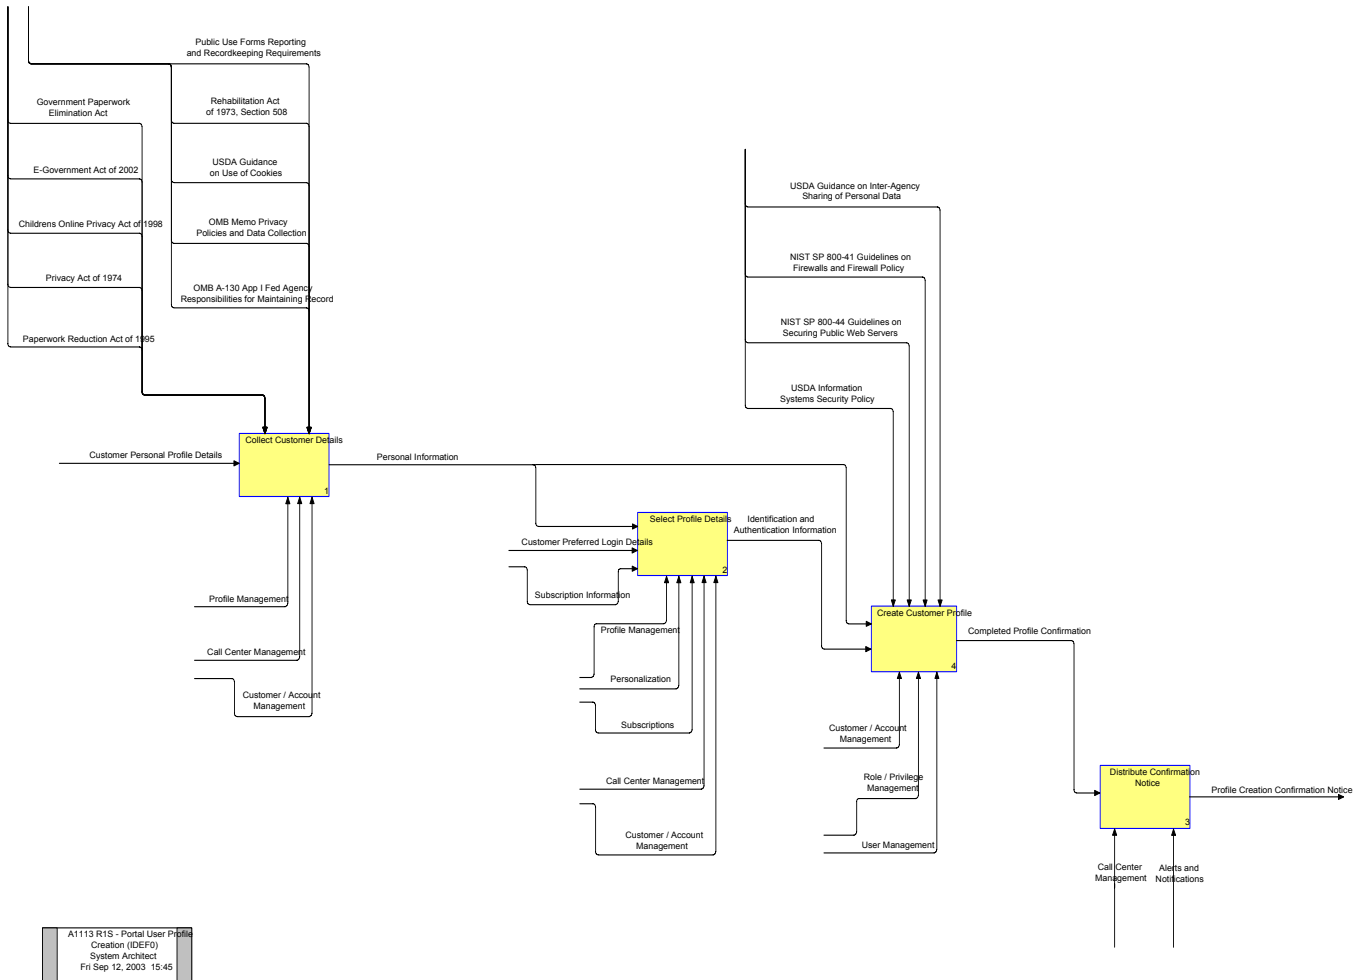 Public Use Forms Reporting
and Recordkeeping Requirements
Government Paperwork
Elimination Act
Rehabilitation Act
of 1973, Section 508
E-Government Act of 2002
USDA Guidance
on Use of Cookies
Childrens Online Privacy Act of 1998
OMB Memo Privacy
Policies and Data Collection
Privacy Act of 1974
OMB A-130 App I Fed Agency
Responsibilities for Maintaining Record
Paperwork Reduction Act of 1995
USDA Guidance on Inter-Agency
Sharing of Personal Data
NIST SP 800-41 Guidelines on
Firewalls and Firewall Policy
NIST SP 800-44 Guidelines on
Securing Public Web Servers
USDA Information
Systems Security Policy
Customer Personal Profile Details
Collect Customer Details
1
Personal Information
Profile Management
Call Center Management
Customer / Account
Management
Customer Preferred Login Details
Subscription Information
Select Profile Details
2
Identification and
Authentication Information
Profile Management
Personalization
Subscriptions
Call Center Management
Customer / Account
Management
Create Customer Profile
4
Completed Profile Confirmation
Customer / Account
Management
Role / Privilege
Management
User Management
Distribute Confirmation
Notice
3
Profile Creation Confirmation Notice
Call Center
Management
Alerts and
Notifications
A1113 R1S - Portal User Profile
Creation (IDEF0)
System Architect
Fri Sep 12, 2003 15:45